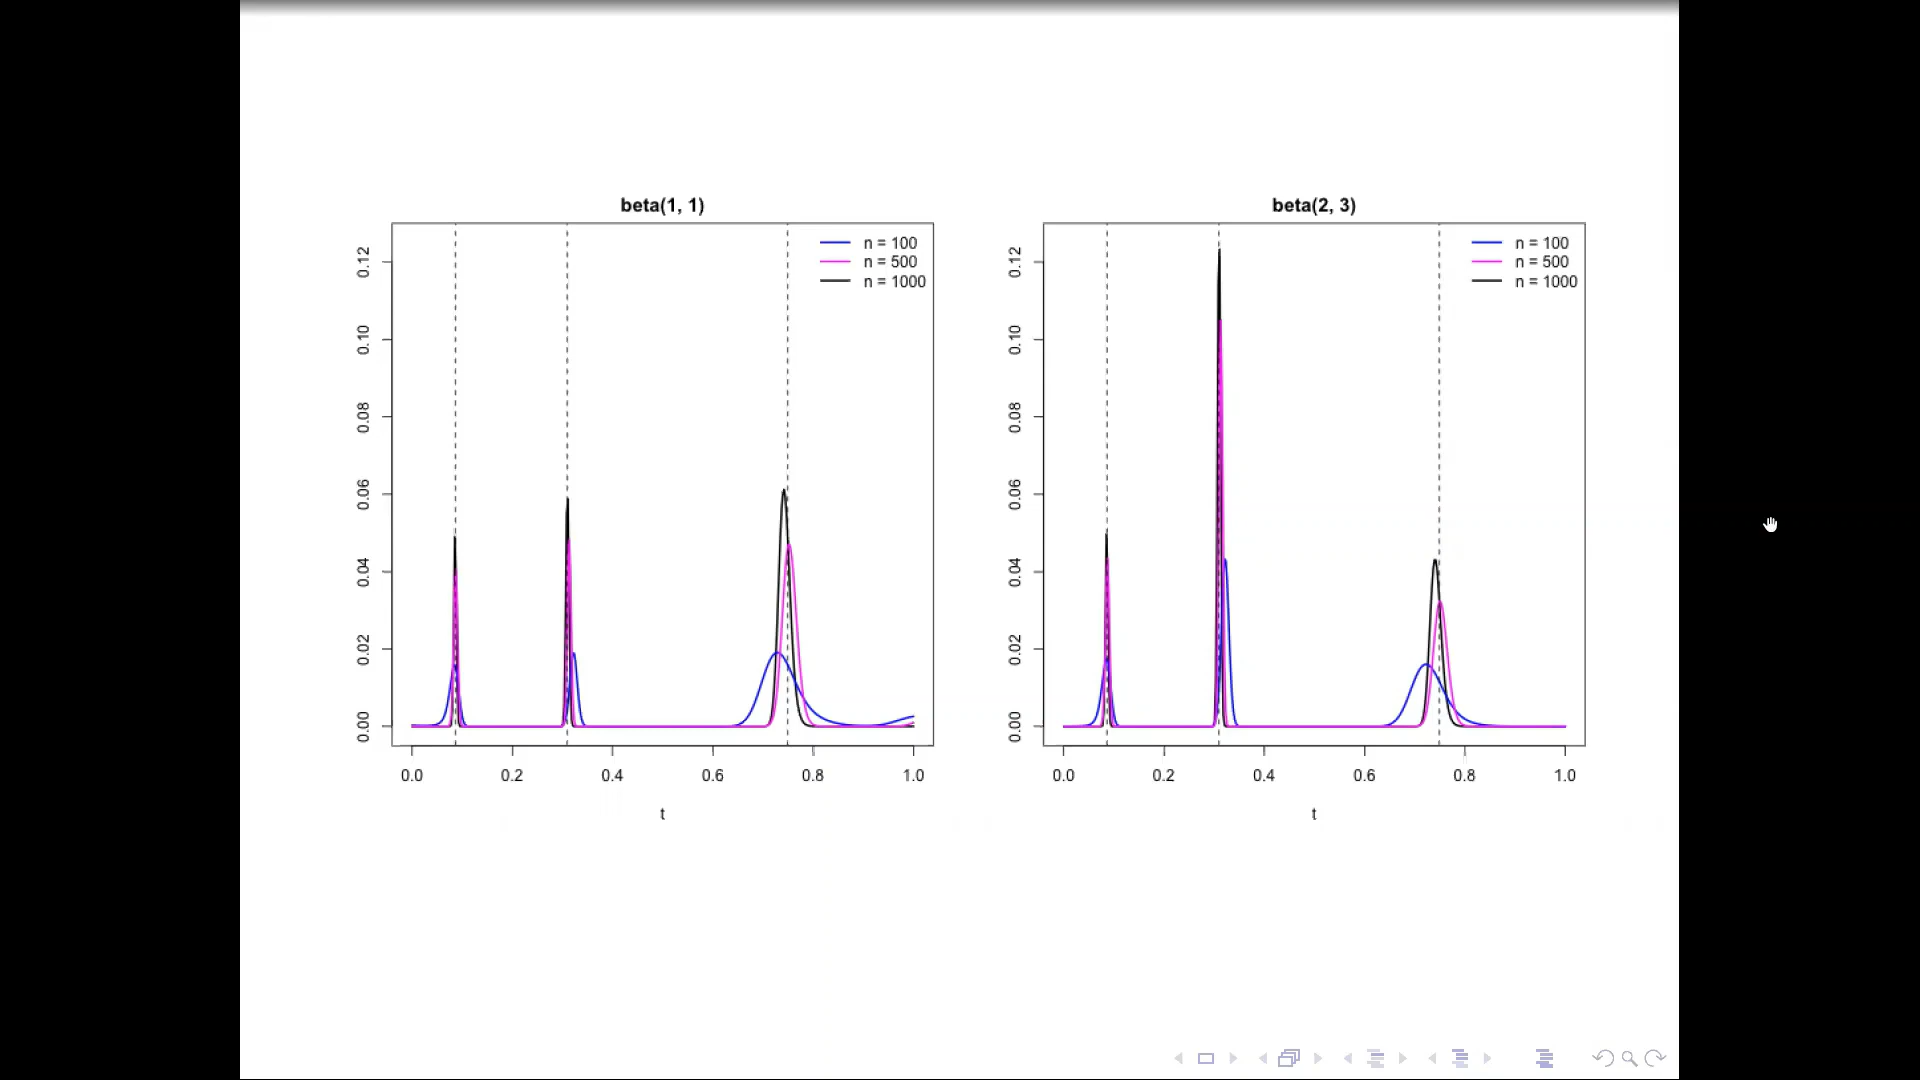 beta(1, 1)
n = 100
n = 500
n = 1000
0.12
0.10
0.08
0.06
0.04
0.02
0.00
0.0 0.2 0.4 0.6 0.8 1.0
t
beta(2, 3)
n = 100
n = 500
n = 1000
0.12
0.10
0.08
0.06
0.04
0.02
0.00
0.0 0.2 0.4 0.6 0.8 1.0
t